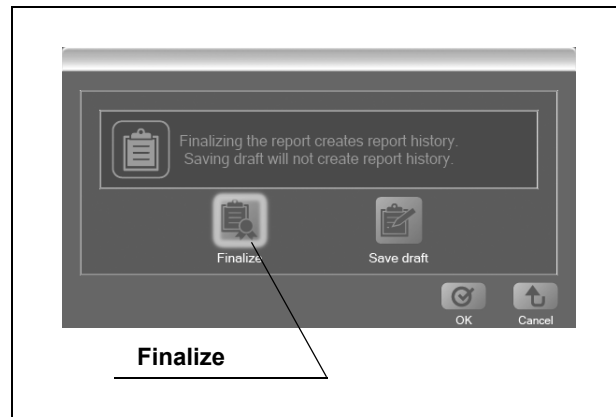 Finalizing the report creates report history.
Saving draft will not create report history.
Finalize
Save draft
OK
Cancel
Finalize